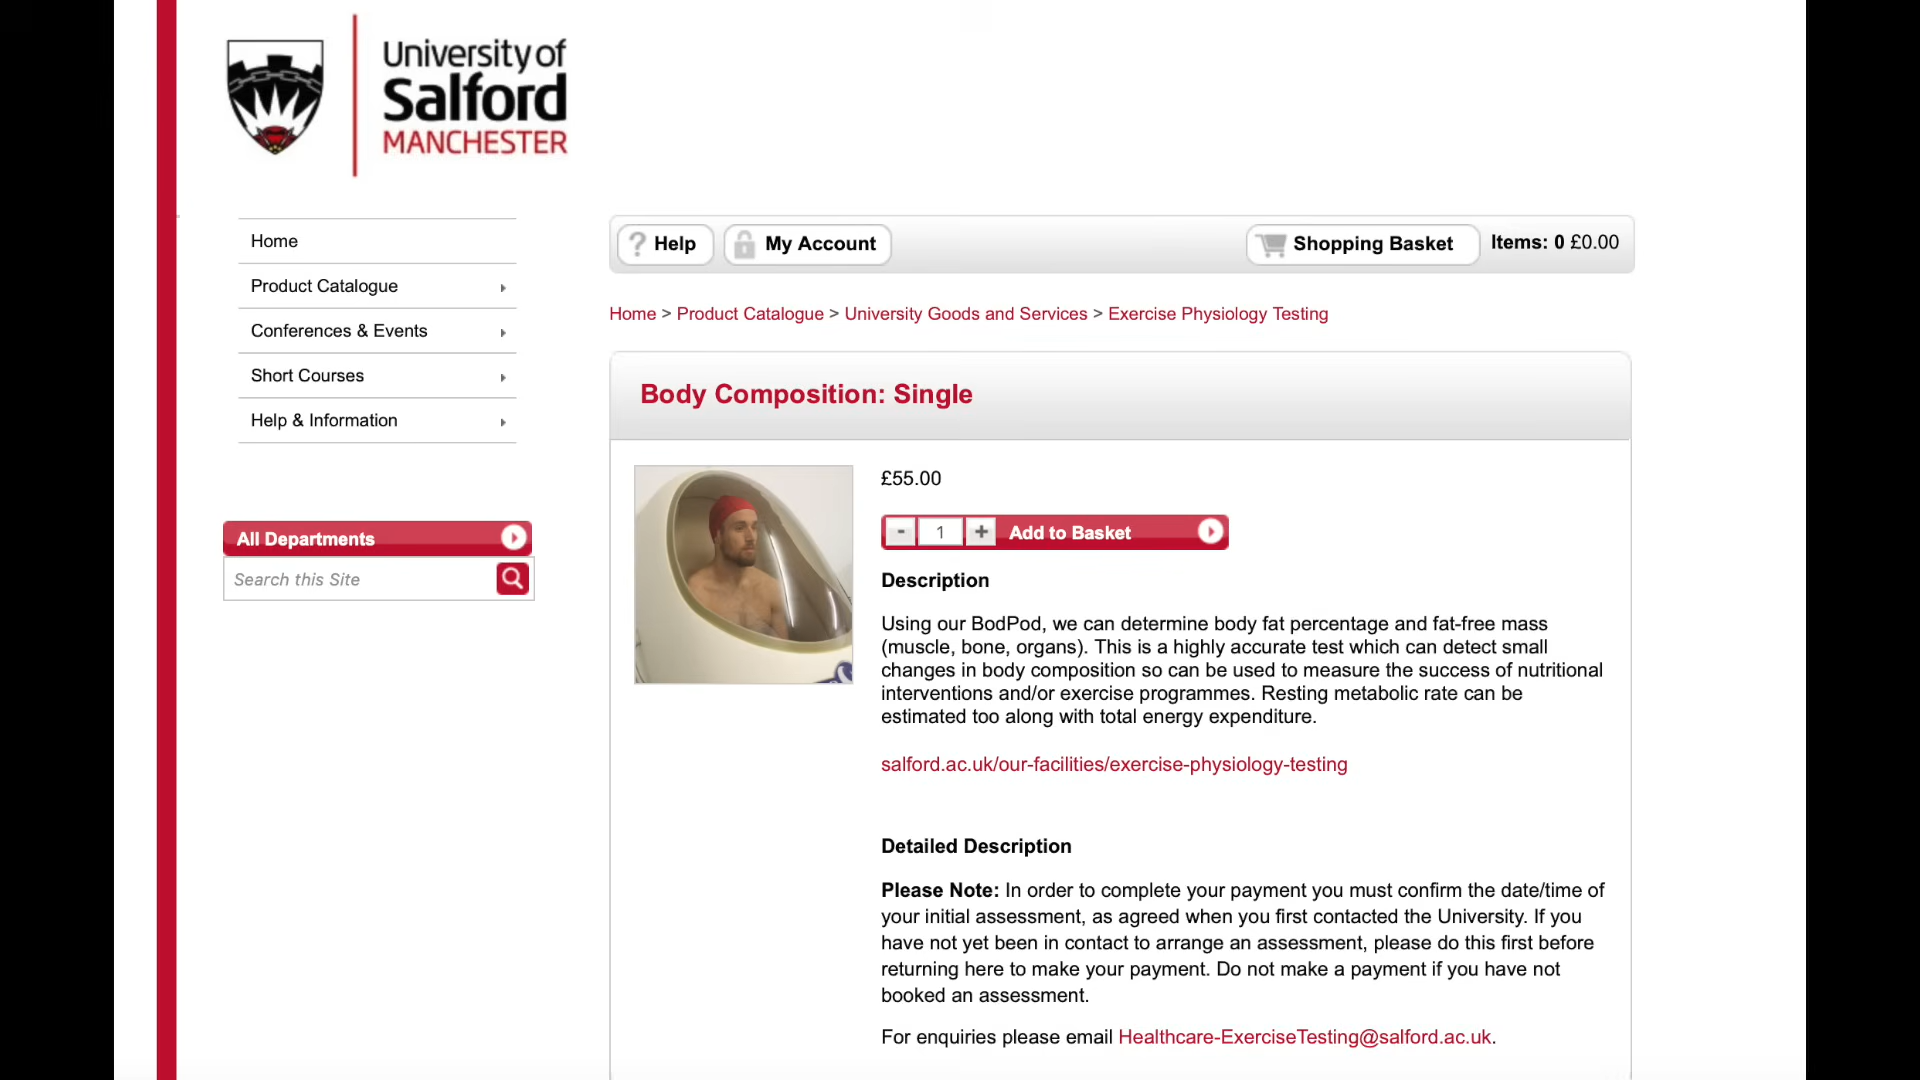 University of
Salford
MANCHESTER
Home
Product Catalogue
Conferences & Events
Short Courses
Help & Information
All Departments
Search this Site
? Help
My Account
Shopping Basket
Items: 0 £0.00
Home > Product Catalogue > University Goods and Services > Exercise Physiology Testing
Body Composition: Single
£55.00
- 1 + Add to Basket
Description
Using our BodPod, we can determine body fat percentage and fat-free mass
(muscle, bone, organs). This is a highly accurate test which can detect small
changes in body composition so can be used to measure the success of nutritional
interventions and/or exercise programmes. Resting metabolic rate can be
estimated too along with total energy expenditure.
salford.ac.uk/our-facilities/exercise-physiology-testing
Detailed Description
Please Note: In order to complete your payment you must confirm the date/time of
your initial assessment, as agreed when you first contacted the University. If you
have not yet been in contact to arrange an assessment, please do this first before
returning here to make your payment. Do not make a payment if you have not
booked an assessment.
For enquiries please email Healthcare-ExerciseTesting@salford.ac.uk.